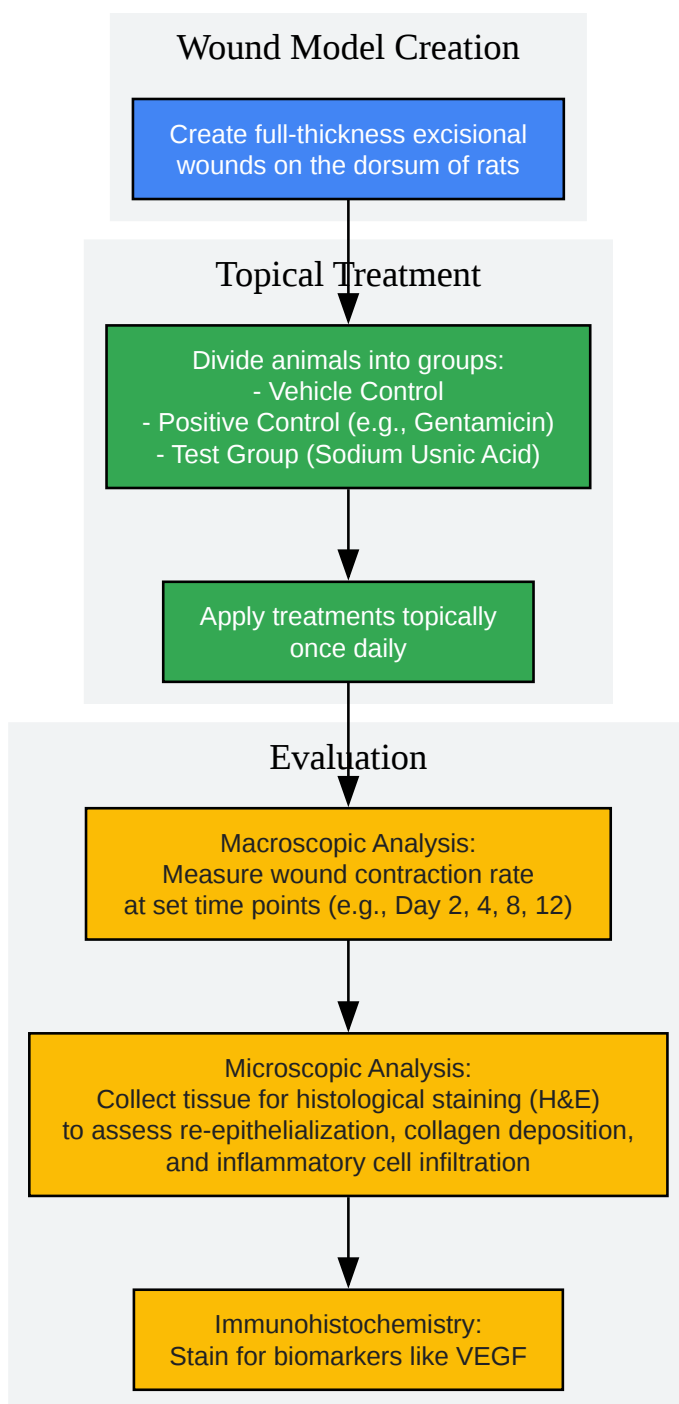 Wound Model Creation
Create full-thickness excisional
wounds on the dorsum of rats
Topical Treatment
Divide animals into groups:
- Vehicle Control
- Positive Control (e.g., Gentamicin)
- Test Group (Sodium Usnic Acid)
Apply treatments topically
once daily
Evaluation
Macroscopic Analysis:
Measure wound contraction rate
at set time points (e.g., Day 2, 4, 8, 12)
Microscopic Analysis:
Collect tissue for histological staining (H&E)
to assess re-epithelialization, collagen deposition,
and inflammatory cell infiltration
Immunohistochemistry:
Stain for biomarkers like VEGF